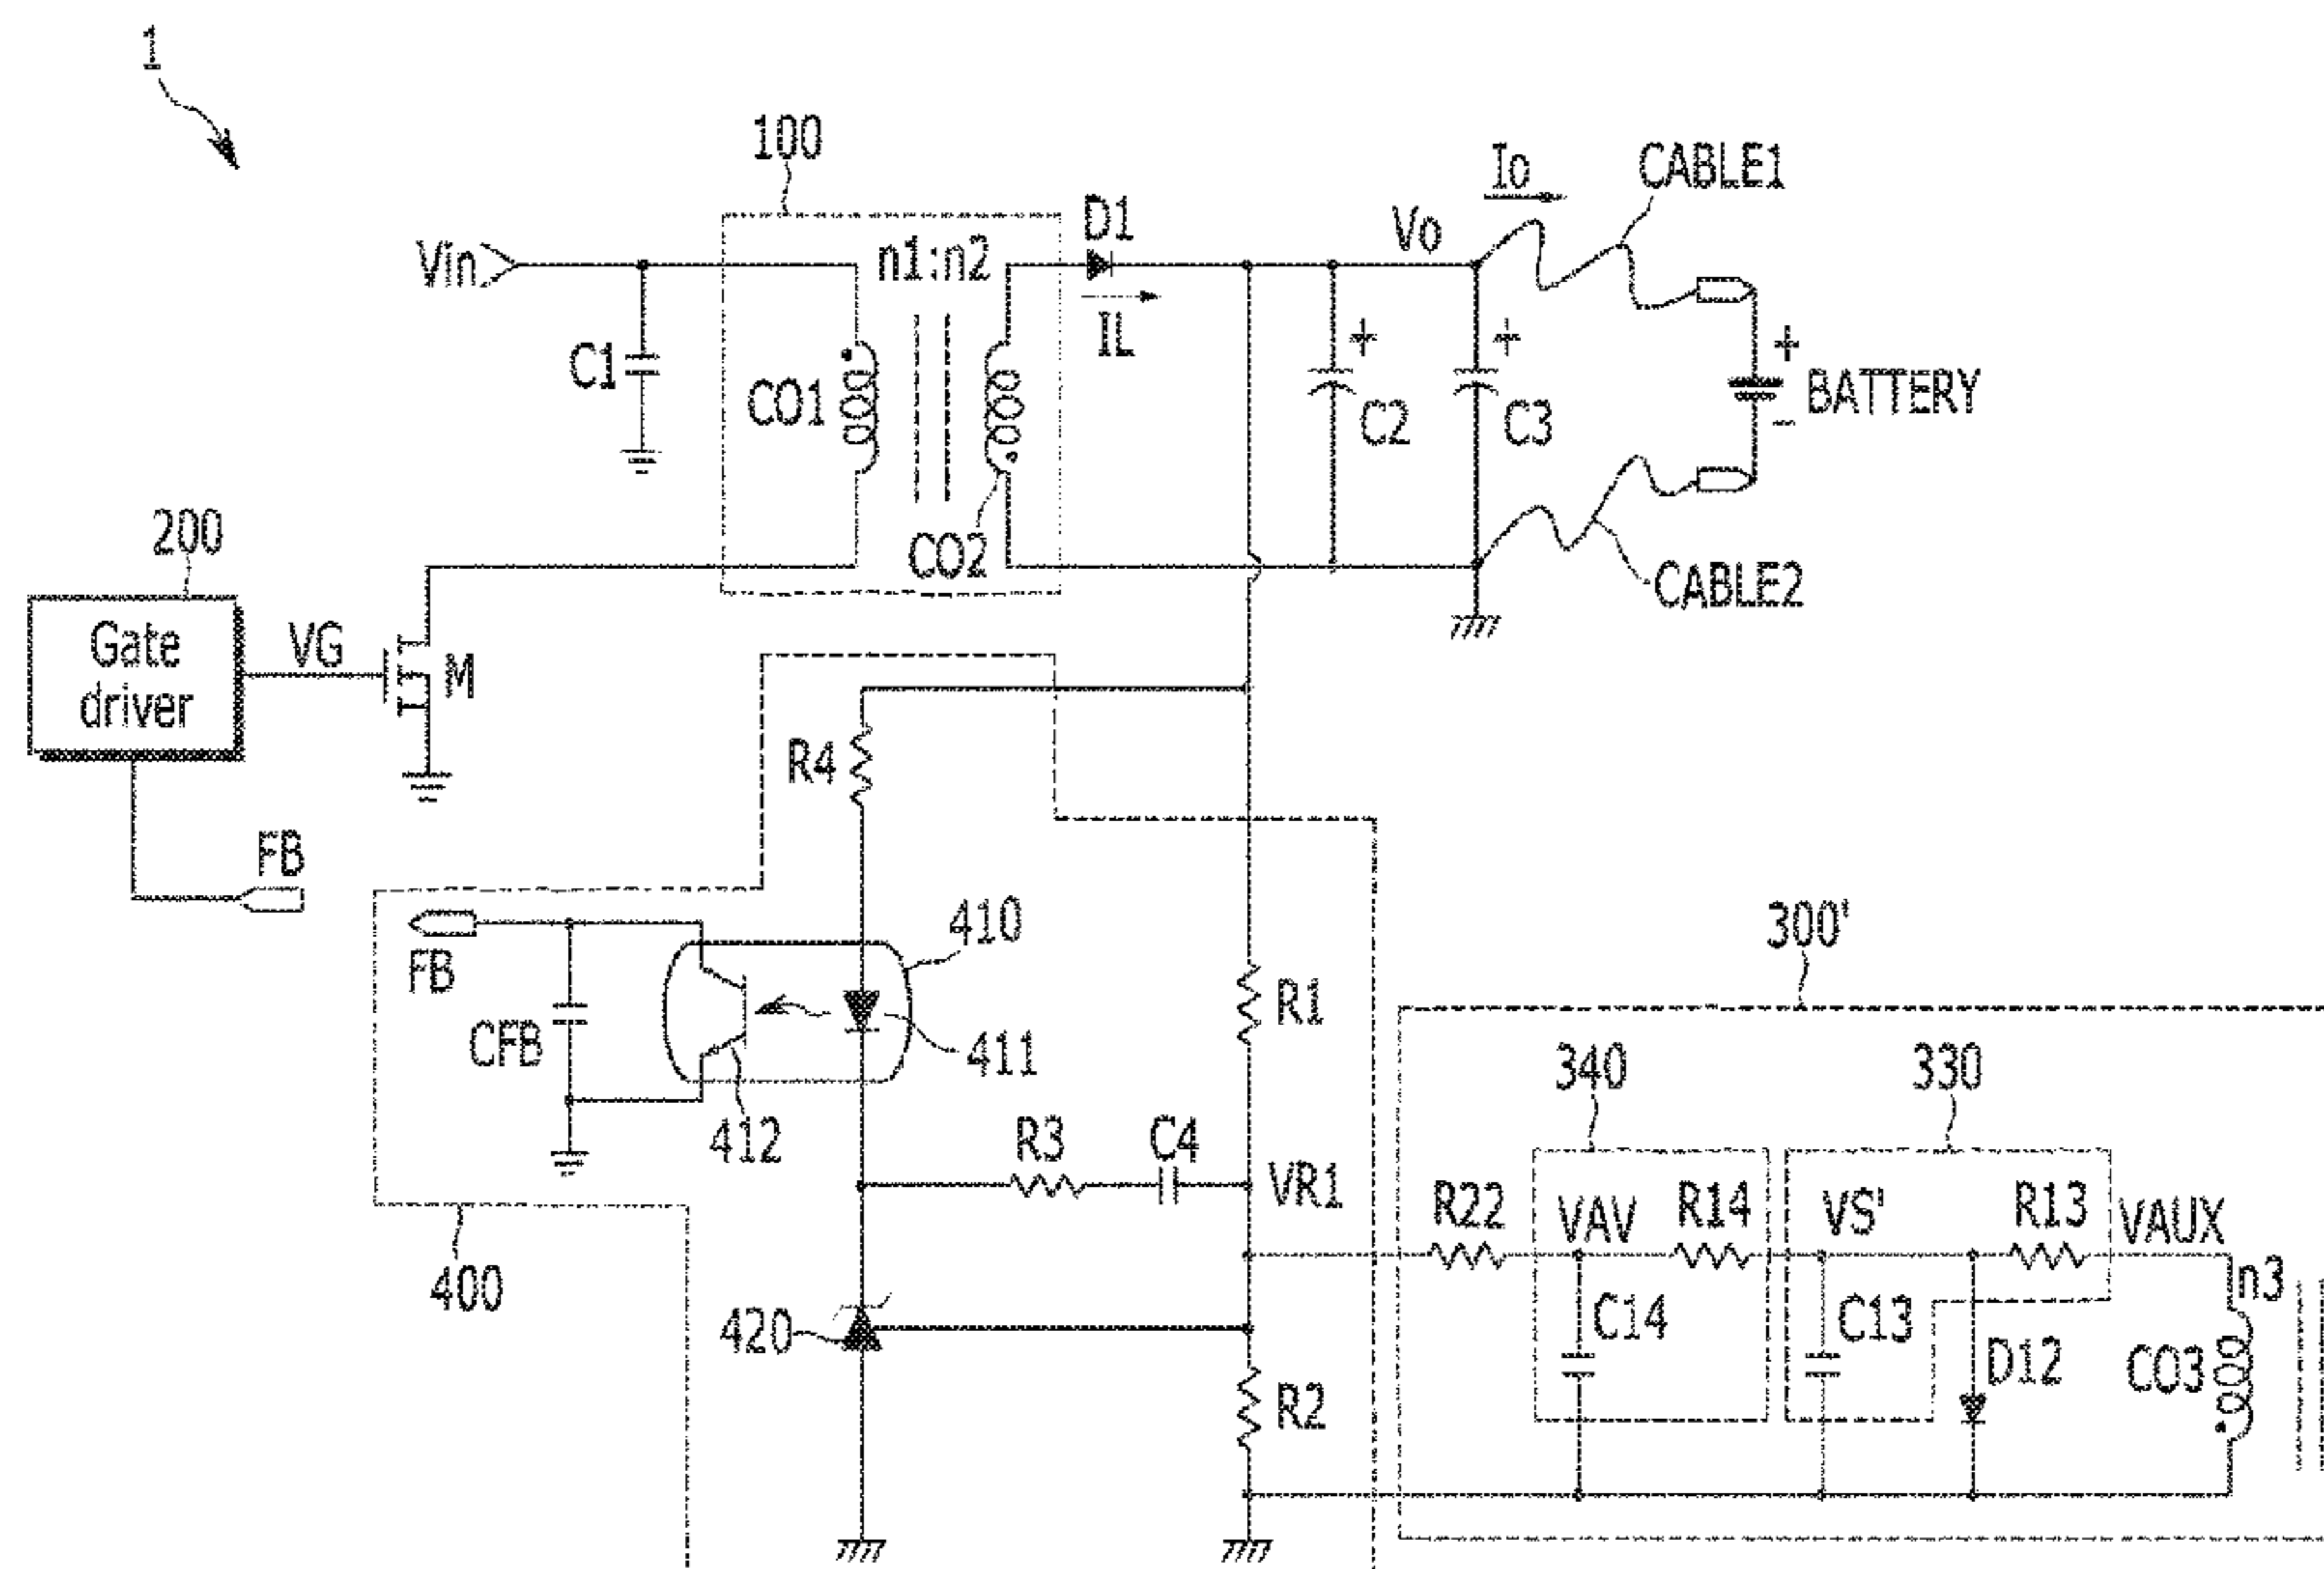 1
100
Io
CABLE1
Vin
n1:n2
D1
Vo
IL
C1
CO1
+
+
+
C2
C3
BATTERY
-
CO2
CABLE2
200
Gate
driver
VG
M
R4
FB
FB
410
CFB
411
412
R1
300'
340
330
R3
C4
VR1
R22
VAV
R14
VS'
R13
VAUX
n3
400
420
C14
C13
D12
CO3
R2